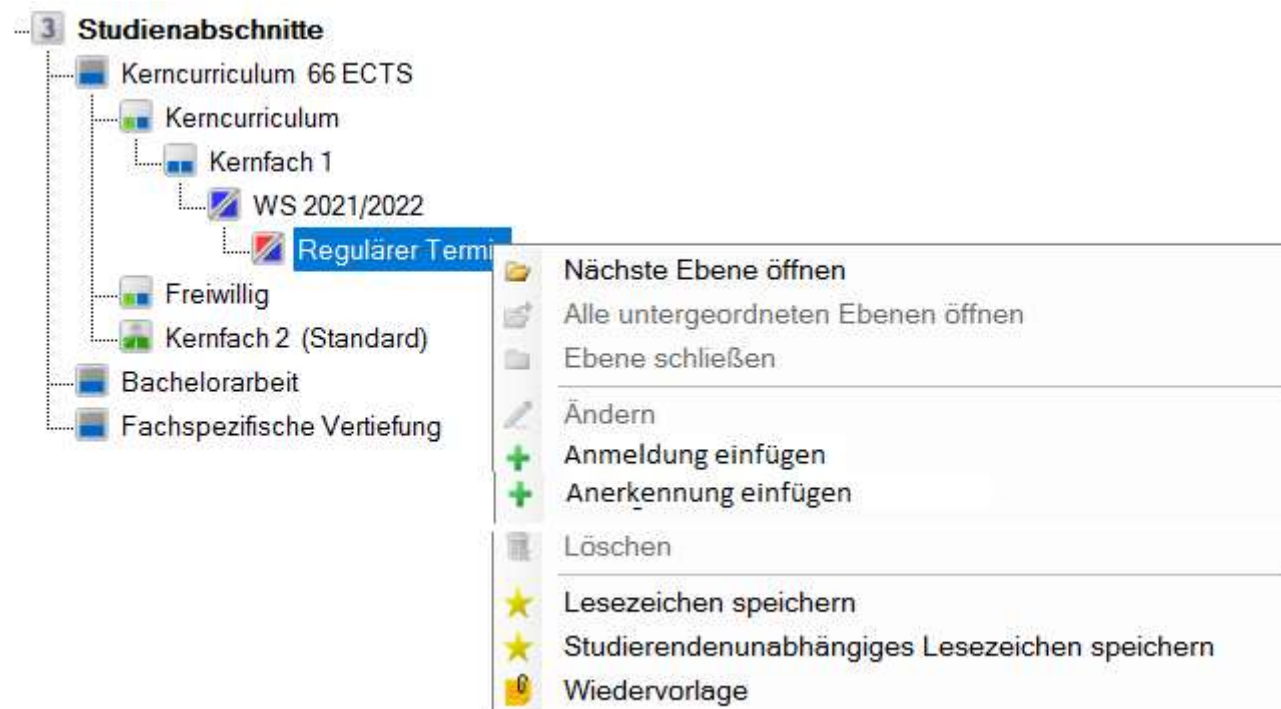 3 Studienabschnitte
Kerncurriculum 66 ECTS
Kerncurriculum
Kernfach 1
WS 2021/2022
Regulärer Termi
Freiwillig
Kernfach 2 (Standard)
Bachelorarbeit
Fachspezifische Vertiefung
Nächste Ebene öffnen
Alle untergeordneten Ebenen öffnen
Ebene schließen
Ändern
Anmeldung einfügen
Anerkennung einfügen
Löschen
Lesezeichen speichern
Studierendenunabhängiges Lesezeichen speichern
Wiedervorlage